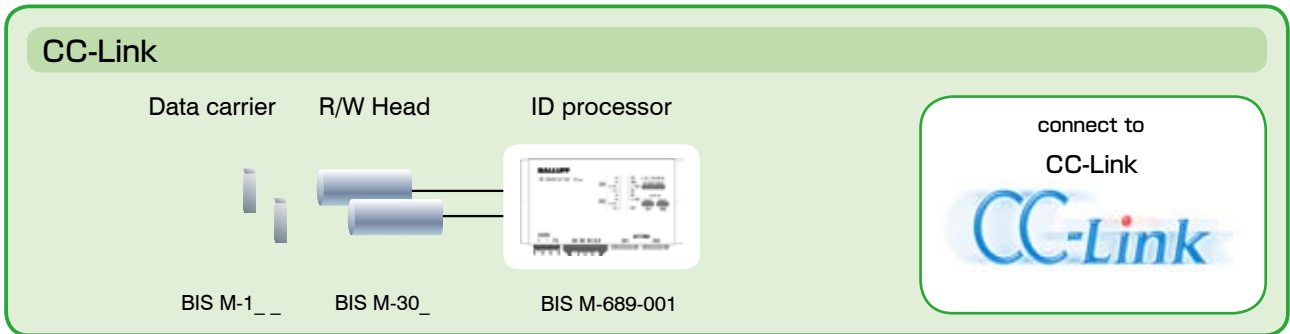 CC-Link
Data carrier R/W Head ID processor
connect to
CC-Link
BALLUFF
CC-Link
BIS M-1_ _ BIS M-30_ BIS M-689-001